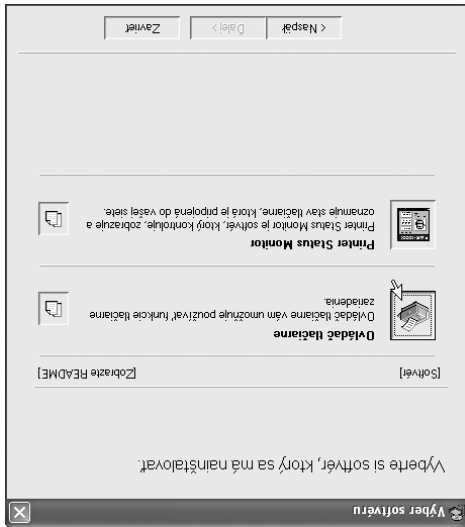 Výber softvéru
Vyberte si softvér, ktorý sa má nainštalovať.
[Softvér] [Zobrazte README]
Ovládač tlačiarne
Ovládač tlačiarne vám umožňuje používať funkcie tlačiarne
zariadenia.
Printer Status Monitor
Printer Status Monitor je softvér, ktorý kontroluje, zobrazuje a
oznamuje stav tlačiarne, ktorá je pripojená do vašej siete.
< Naspäť Ďalej > Zavrieť